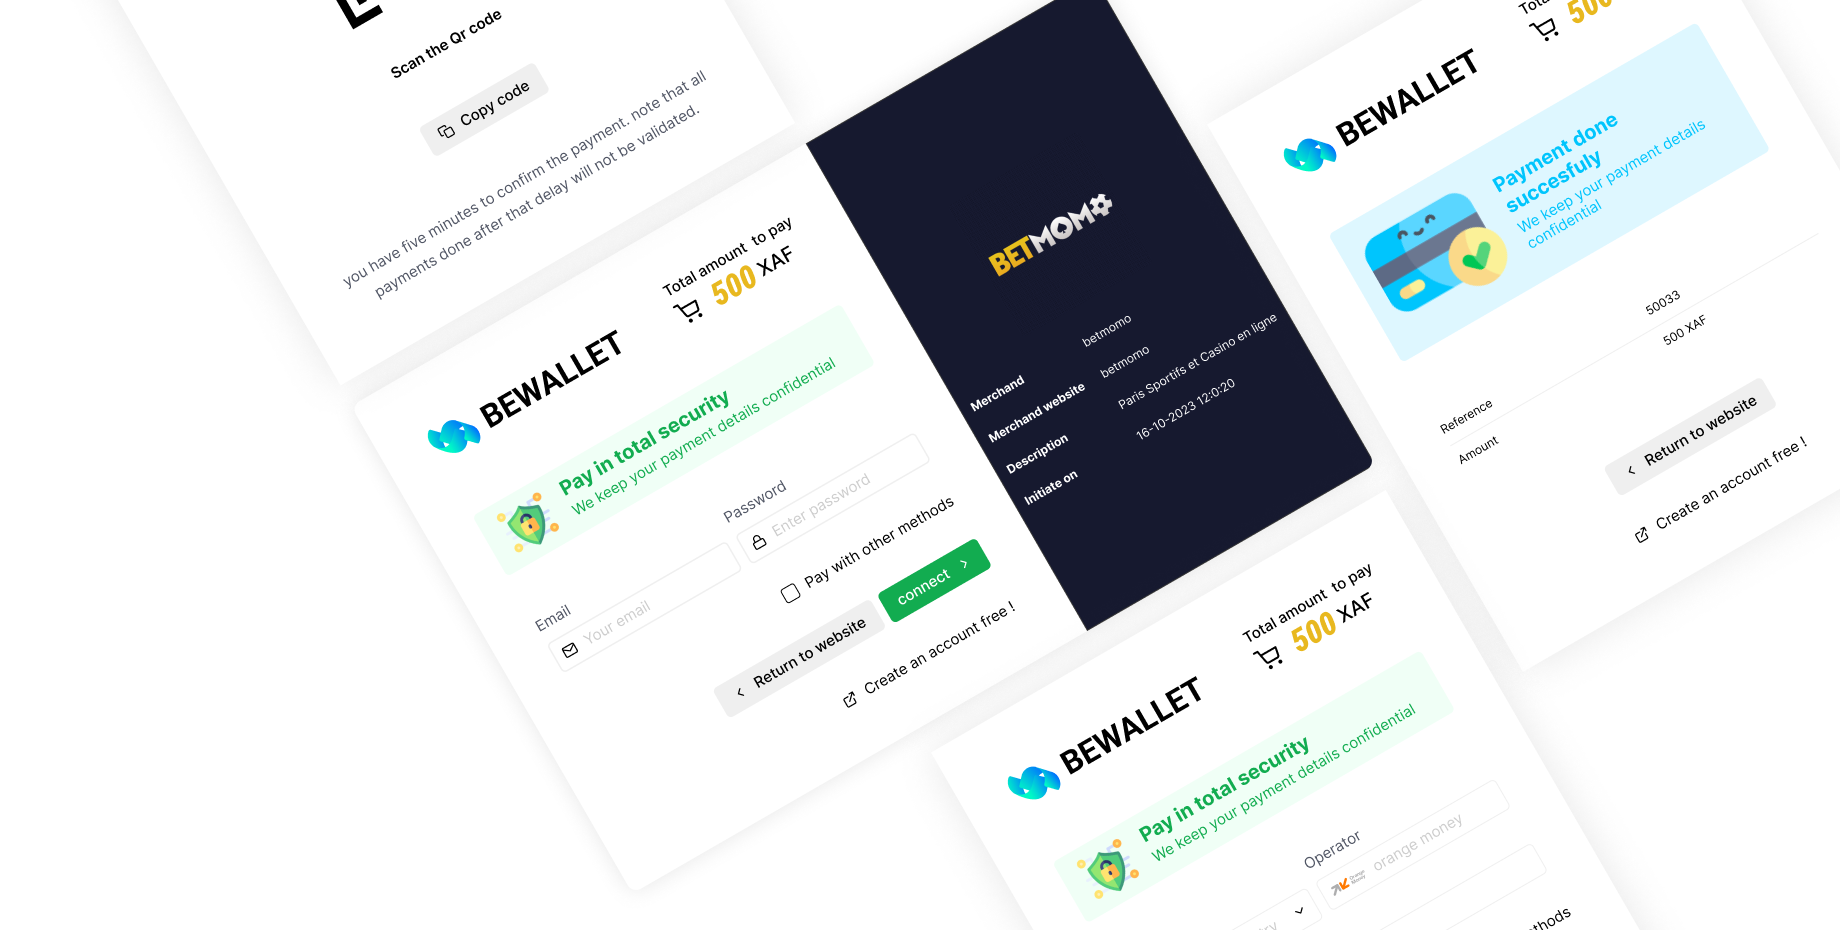 Scan the Qr code
Copy code
you have five minutes to confirm the payment. note that all
payments done after that delay will not be validated.
BEWALLET
Total amount to pay
500 XAF
Pay in total security
We keep your payment details confidential
Email
Your email
Password
Enter password
Pay with other methods
Return to website
connect
Create an account free !
BETMOMO
Merchand
betmomo
Merchand website
betmomo
Description
Paris Sportifs et Casino en ligne
Initiate on
16-10-2023 12:0:20
BEWALLET
500
Payment done
succesfuly
We keep your payment details
confidential
Reference
50033
Amount
500 XAF
Return to website
Create an account free !
BEWALLET
Total amount to pay
500 XAF
Pay in total security
We keep your payment details confidential
Operator
orange money